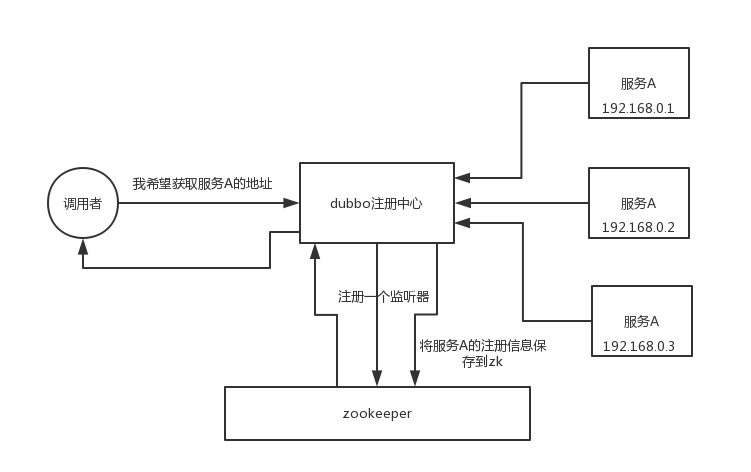 服务A
192.168.0.1
我希望获取服务A的地址
调用者
dubbo注册中心
服务A
192.168.0.2
注册一个监听器
服务A
192.168.0.3
将服务A的注册信息保
存到zk
zookeeper